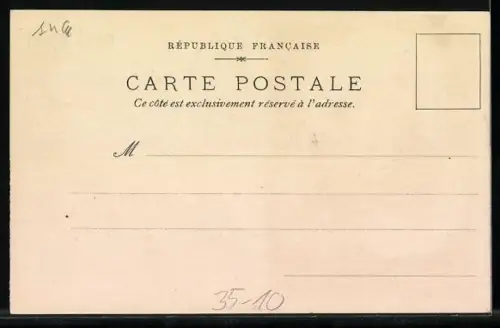 RÉPUBLIQUE FRANÇAISE
CARTE POSTALE
Ce côté est exclusivement réservé à l'adresse.
M
35-10